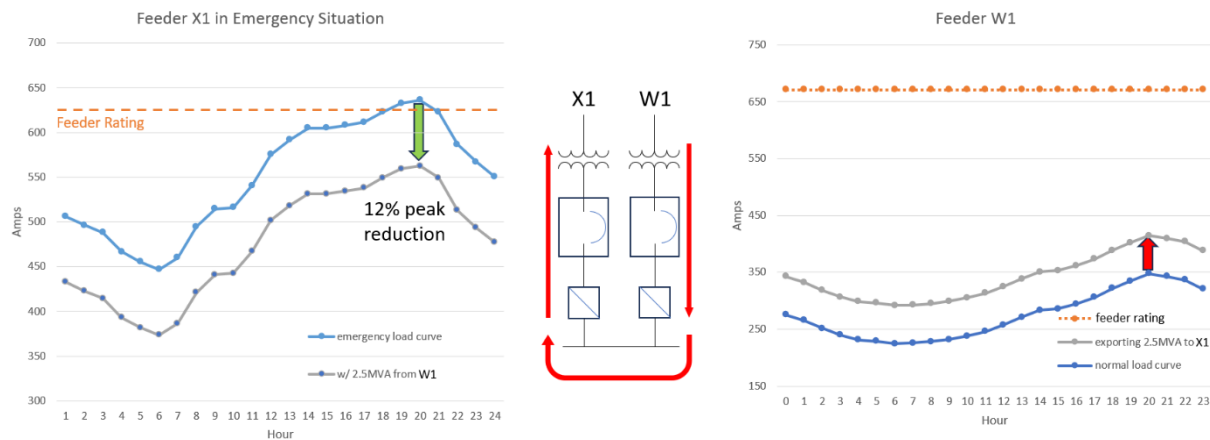 Feeder X1 in Emergency Situation
700
650
600
550
500
450
400
350
300
Amps
Feeder Rating
12% peak
reduction
emergency load curve
w/ 2.5MVA from W1
1 2 3 4 5 6 7 8 9 10 11 12 13 14 15 16 17 18 19 20 21 22 23 24
Hour
X1 W1
Feeder W1
750
650
550
450
350
250
150
Amps
feeder rating
exporting 2.5MVA to X1
normal load curve
0 1 2 3 4 5 6 7 8 9 10 11 12 13 14 15 16 17 18 19 20 21 22 23
Hour